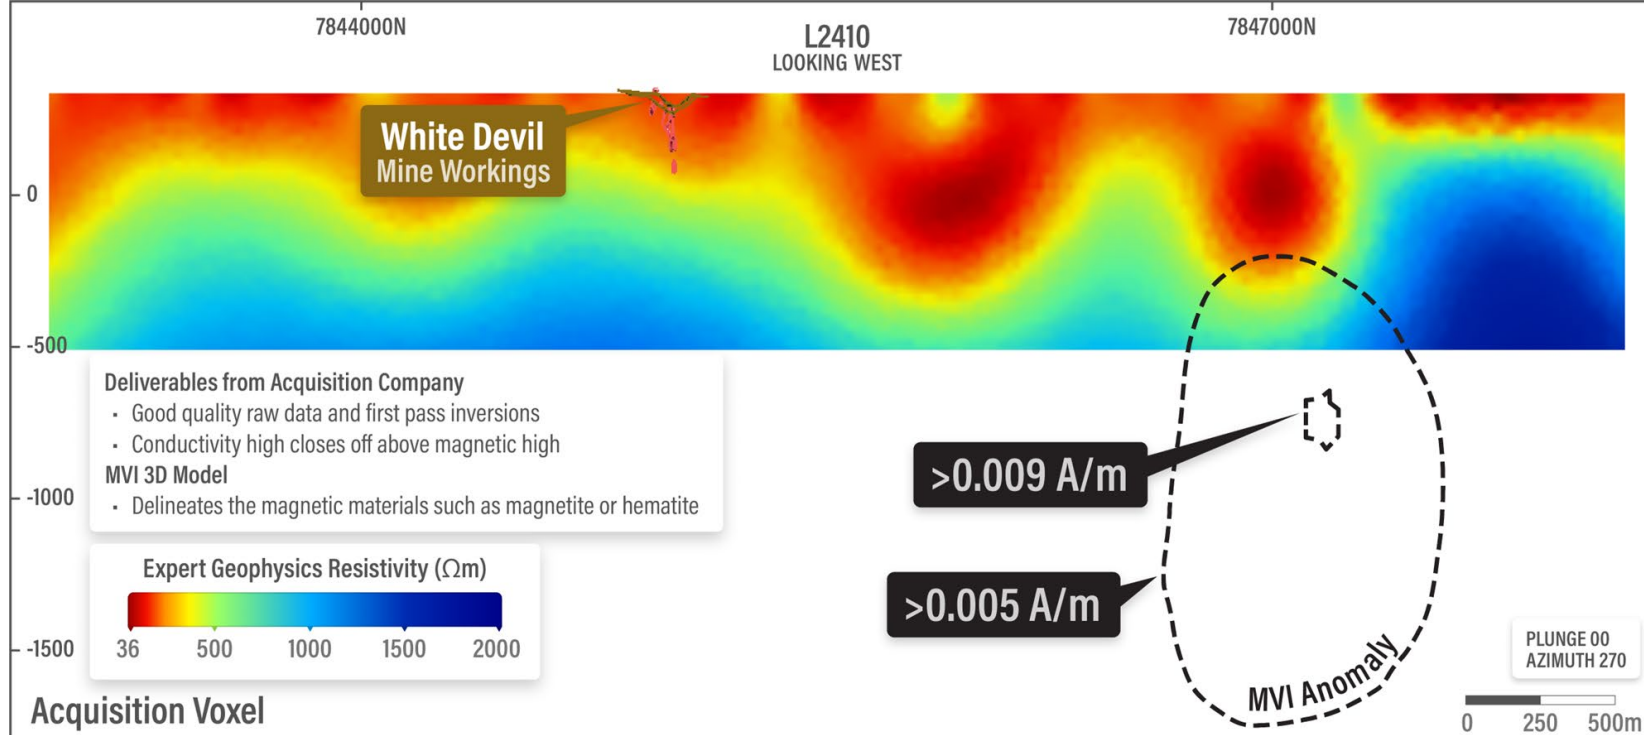 7844000N
L2410
LOOKING WEST
7847000N
White Devil
Mine Workings
0
-500
-1000
-1500
Deliverables from Acquisition Company
· Good quality raw data and first pass inversions
· Conductivity high closes off above magnetic high
MVI 3D Model
· Delineates the magnetic materials such as magnetite or hematite
>0.009 A/m
>0.005 A/m
MVI Anomaly
Expert Geophysics Resistivity (Ωm)
36 500 1000 1500 2000
Acquisition Voxel
PLUNGE 00
AZIMUTH 270
0 250 500m